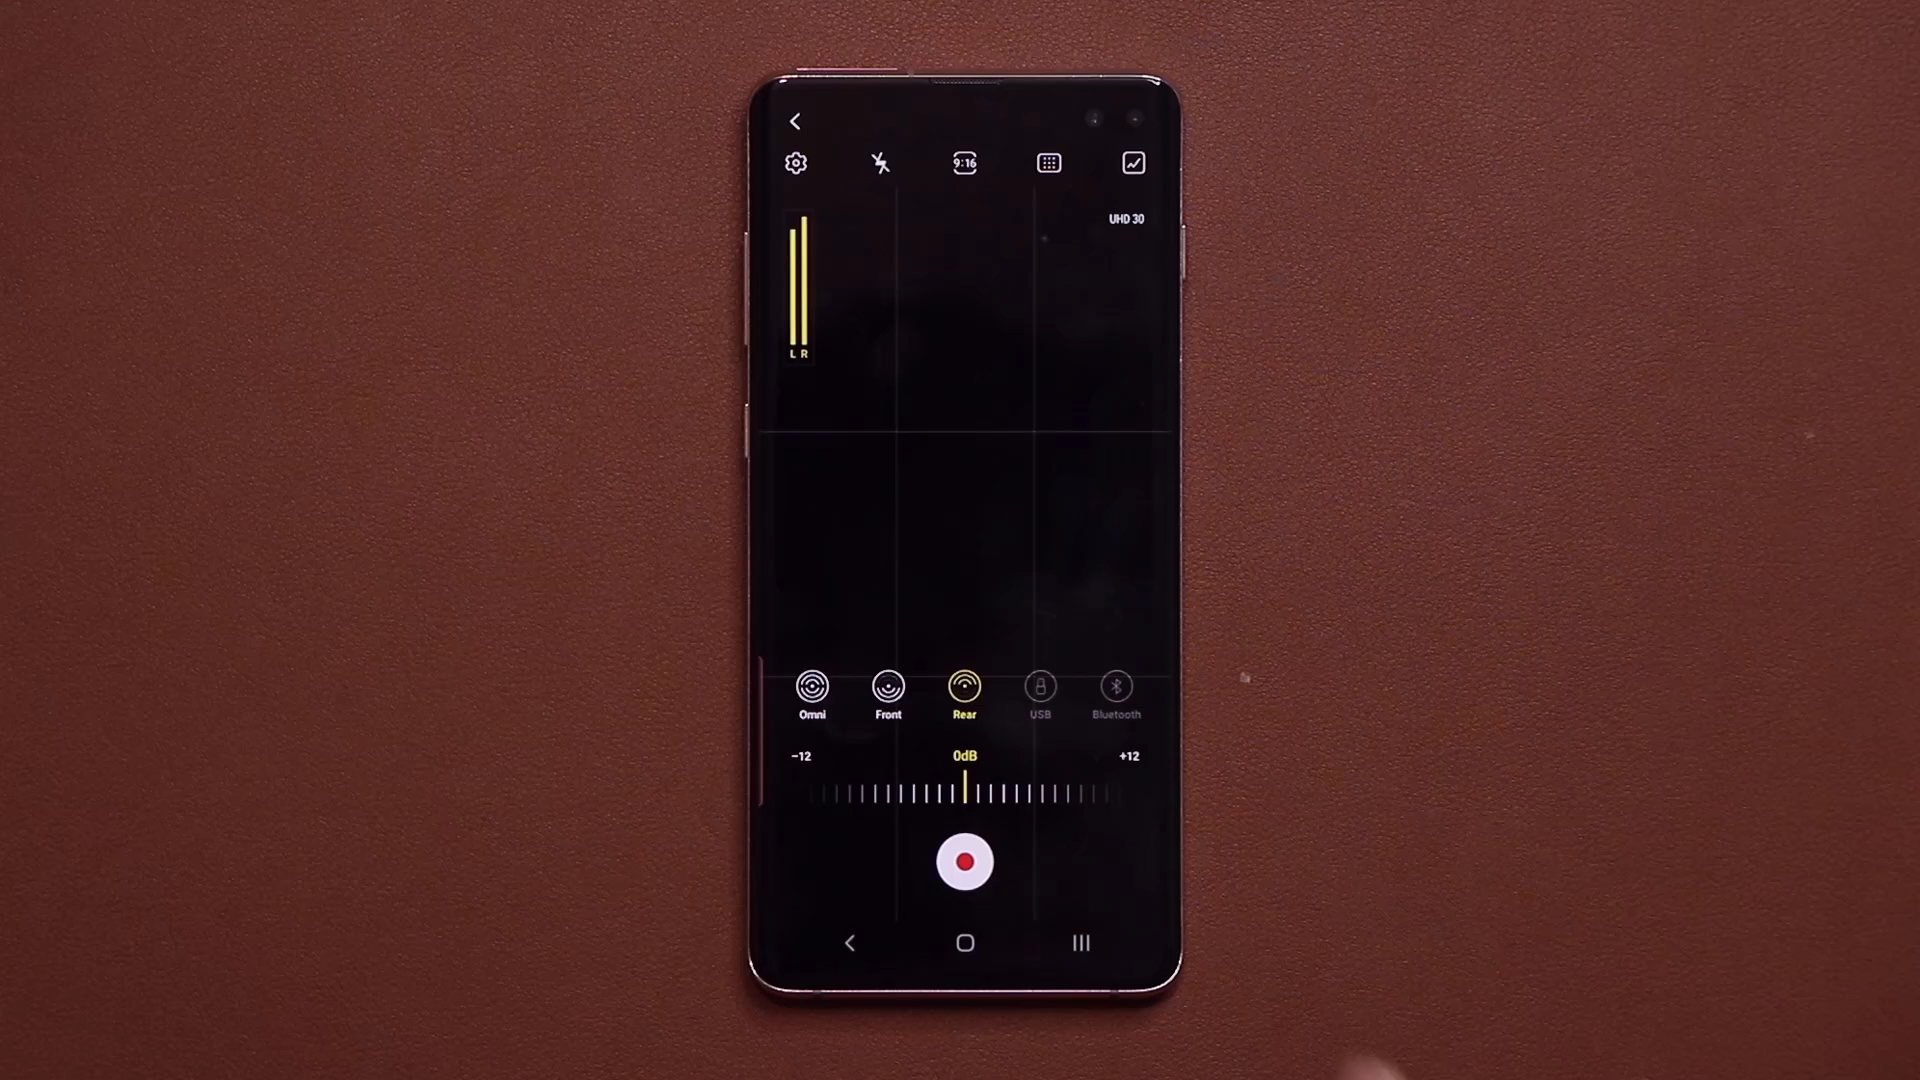 9:16
UHD 30
L R
Omni Front Rear USB Bluetooth
−12 0dB +12